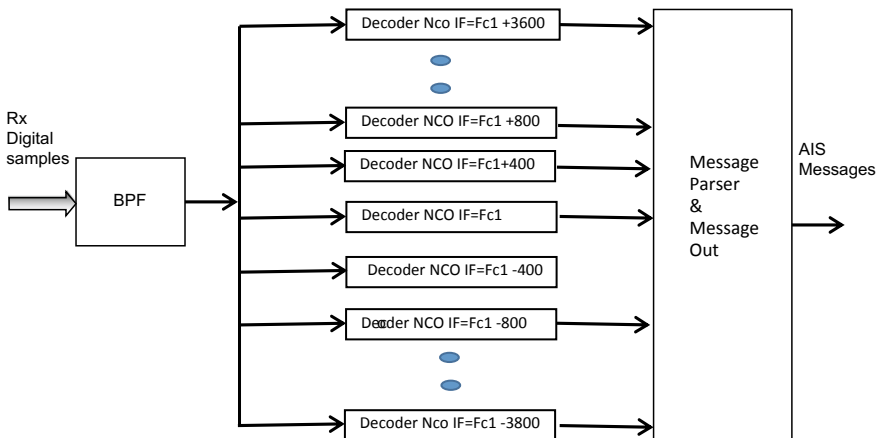 Decoder Nco IF=Fc1 +3600
Rx
Digital
samples
BPF
Decoder NCO IF=Fc1 +800
Decoder NCO IF=Fc1+400
Decoder NCO IF=Fc1
Decoder NCO IF=Fc1 -400
Decoder NCO IF=Fc1 -800
Decoder Nco IF=Fc1 -3800
Message
Parser
&
Message
Out
AIS
Messages